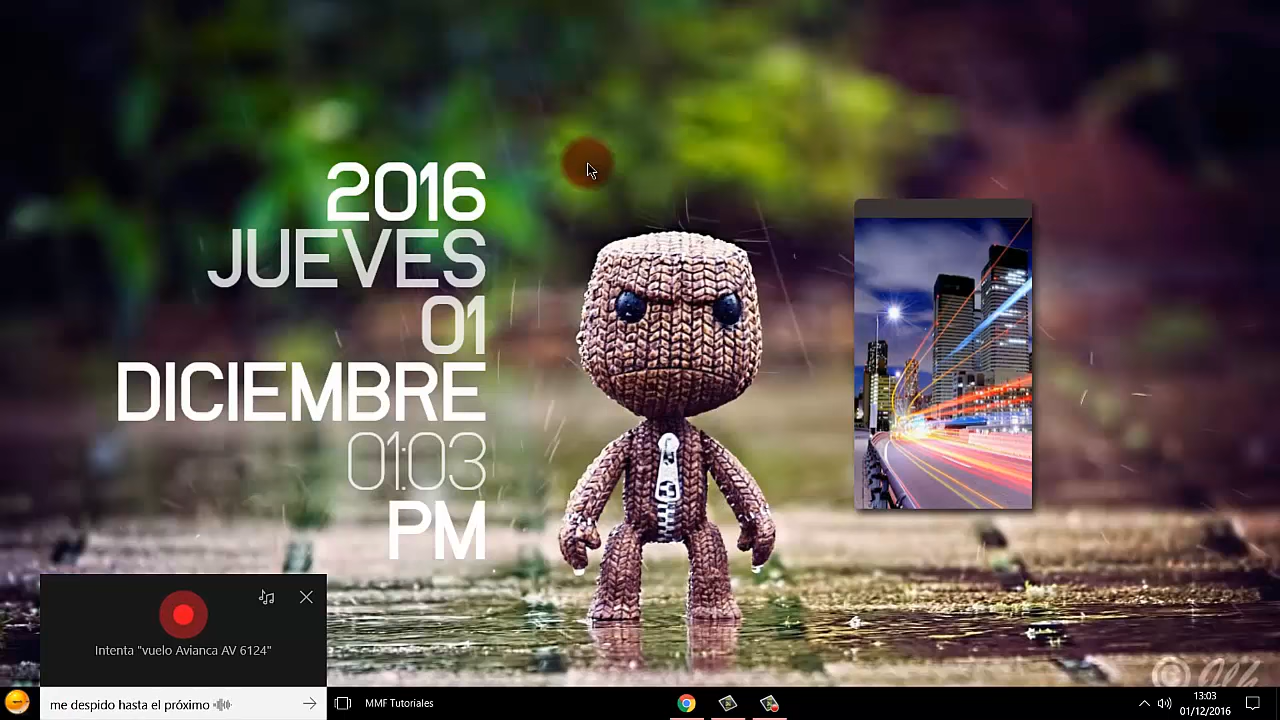 2016
JUEVES
01
DICIEMBRE
01:03
PM
Intenta "vuelo Avianca AV 6124"
me despido hasta el próximo
MMF Tutoriales
13:03
01/12/2016